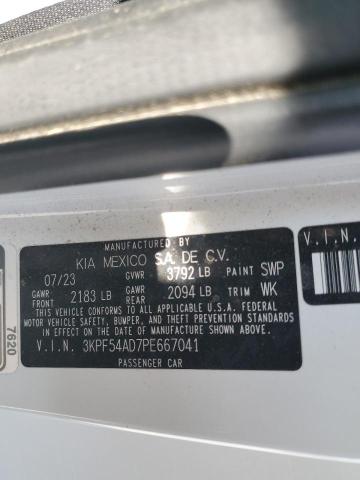 MANUFACTURED BY
KIA MEXICO S.A. DE C.V.
07/23 GVWR 3792 LB PAINT SWP
GAWR FRONT 2183 LB GAWR REAR 2094 LB TRIM WK
THIS VEHICLE CONFORMS TO ALL APPLICABLE U.S. FEDERAL
MOTOR VEHICLE SAFETY, BUMPER, AND THEFT PREVENTION
STANDARDS IN EFFECT ON THE DATE OF MANUFACTURE SHOWN ABOVE.
V.I.N. 3KPF54AD7PE667041
PASSENGER CAR
7620
V.I.N.